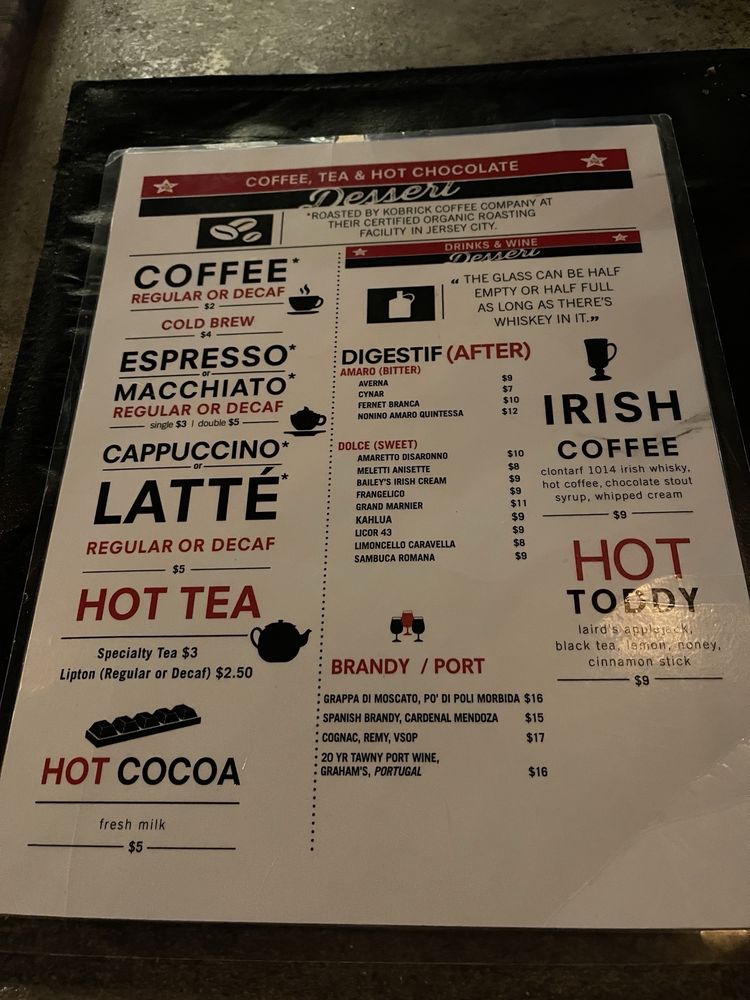 COFFEE, TEA & HOT CHOCOLATE
Dessert
*ROASTED BY KOBRICK COFFEE COMPANY AT
THEIR CERTIFIED ORGANIC ROASTING
FACILITY IN JERSEY CITY.
COFFEE*
REGULAR OR DECAF
$2
COLD BREW
$4
ESPRESSO*
or
MACCHIATO*
REGULAR OR DECAF
single $3 | double $5
CAPPUCCINO*
or
LATTÉ*
REGULAR OR DECAF
$5
HOT TEA
Specialty Tea $3
Lipton (Regular or Decaf) $2.50
HOT COCOA
fresh milk
$5
DRINKS & WINE
Dessert
“ THE GLASS CAN BE HALF
EMPTY OR HALF FULL
AS LONG AS THERE'S
WHISKEY IN IT.”
DIGESTIF (AFTER)
AMARO (BITTER)
AVERNA $9
CYNAR $7
FERNET BRANCA $10
NONINO AMARO QUINTESSA $12
DOLCE (SWEET)
AMARETTO DISARONNO $10
MELETTI ANISETTE $8
BAILEY'S IRISH CREAM $9
FRANGELICO $9
GRAND MARNIER $11
KAHLUA $9
LICOR 43 $9
LIMONCELLO CARAVELLA $8
SAMBUCA ROMANA $9
BRANDY / PORT
GRAPPA DI MOSCATO, PO' DI POLI MORBIDA $16
SPANISH BRANDY, CARDENAL MENDOZA $15
COGNAC, REMY, VSOP $17
20 YR TAWNY PORT WINE,
GRAHAM'S, PORTUGAL $16
IRISH
COFFEE
clontarf 1014 irish whisky,
hot coffee, chocolate stout
syrup, whipped cream
$9
HOT
TODDY
laird's applejack,
black tea, lemon, honey,
cinnamon stick
$9